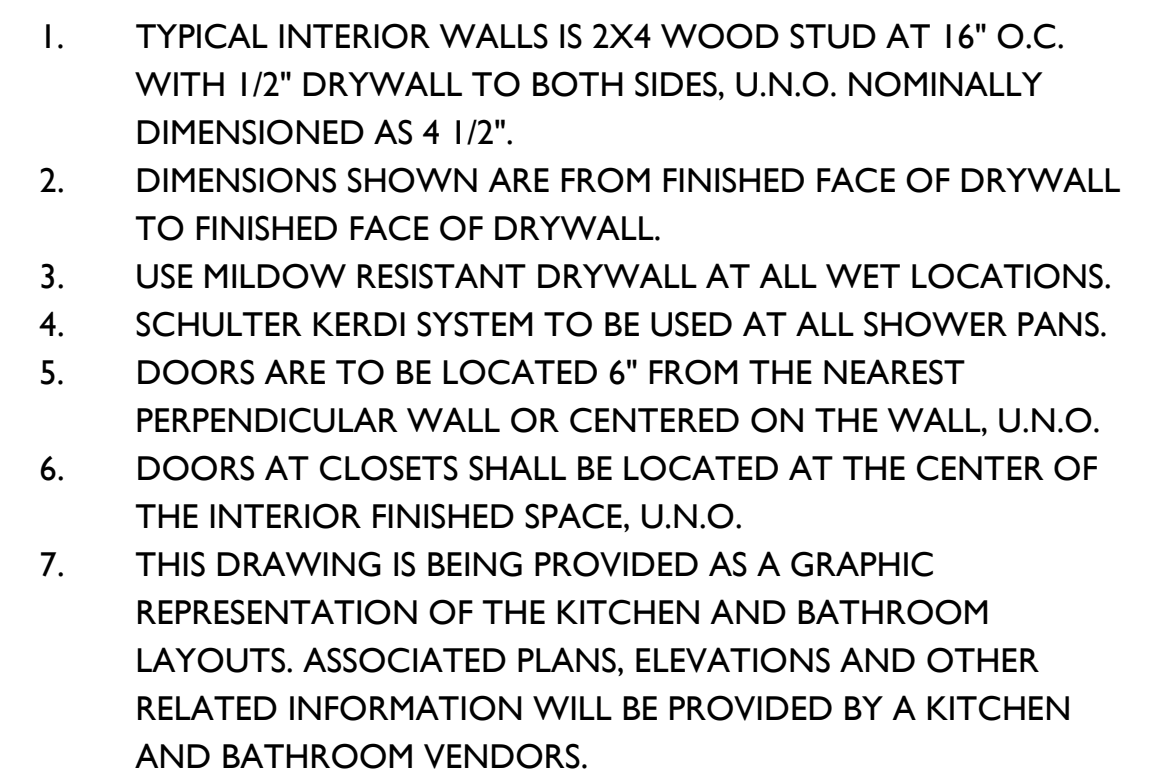 1. TYPICAL INTERIOR WALLS IS 2X4 WOOD STUD AT 16" O.C.
WITH 1/2" DRYWALL TO BOTH SIDES, U.N.O. NOMINALLY
DIMENSIONED AS 4 1/2".
2. DIMENSIONS SHOWN ARE FROM FINISHED FACE OF DRYWALL
TO FINISHED FACE OF DRYWALL.
3. USE MILDOW RESISTANT DRYWALL AT ALL WET LOCATIONS.
4. SCHULTER KERDI SYSTEM TO BE USED AT ALL SHOWER PANS.
5. DOORS ARE TO BE LOCATED 6" FROM THE NEAREST
PERPENDICULAR WALL OR CENTERED ON THE WALL, U.N.O.
6. DOORS AT CLOSETS SHALL BE LOCATED AT THE CENTER OF
THE INTERIOR FINISHED SPACE, U.N.O.
7. THIS DRAWING IS BEING PROVIDED AS A GRAPHIC
REPRESENTATION OF THE KITCHEN AND BATHROOM
LAYOUTS. ASSOCIATED PLANS, ELEVATIONS AND OTHER
RELATED INFORMATION WILL BE PROVIDED BY A KITCHEN
AND BATHROOM VENDORS.